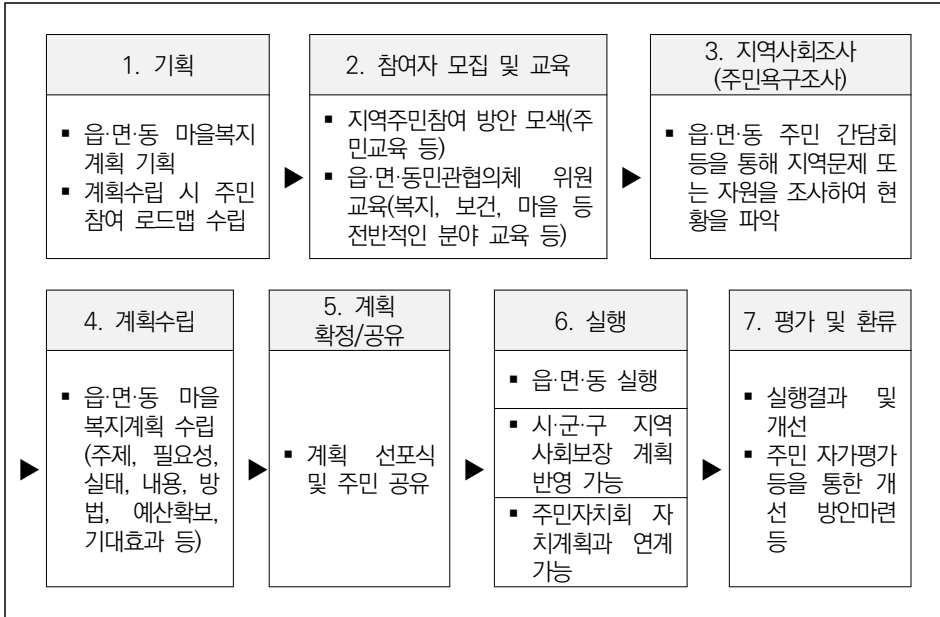 1. 기획
▪ 읍·면·동 마을복지
계획 기획
▪ 계획수립 시 주민
참여 로드맵 수립
2. 참여자 모집 및 교육
▪ 지역주민참여 방안 모색(주
민교육 등)
▪ 읍·면·동민관협의체 위원
교육(복지, 보건, 마을 등
전반적인 분야 교육 등)
3. 지역사회조사
(주민욕구조사)
▪ 읍·면·동 주민 간담회
등을 통해 지역문제 또
는 자원을 조사하여 현
황을 파악
4. 계획수립
▪ 읍·면·동 마을
복지계획 수립
(주제, 필요성,
실태, 내용, 방
법, 예산확보,
기대효과 등)
5. 계획
확정/공유
▪ 계획 선포식
및 주민 공유
6. 실행
▪ 읍·면·동 실행
▪ 시·군·구 지역
사회보장 계획
반영 가능
▪ 주민자치회 자
치계획과 연계
가능
7. 평가 및 환류
▪ 실행결과 및
개선
▪ 주민 자가평가
등을 통한 개
선 방안마련
등